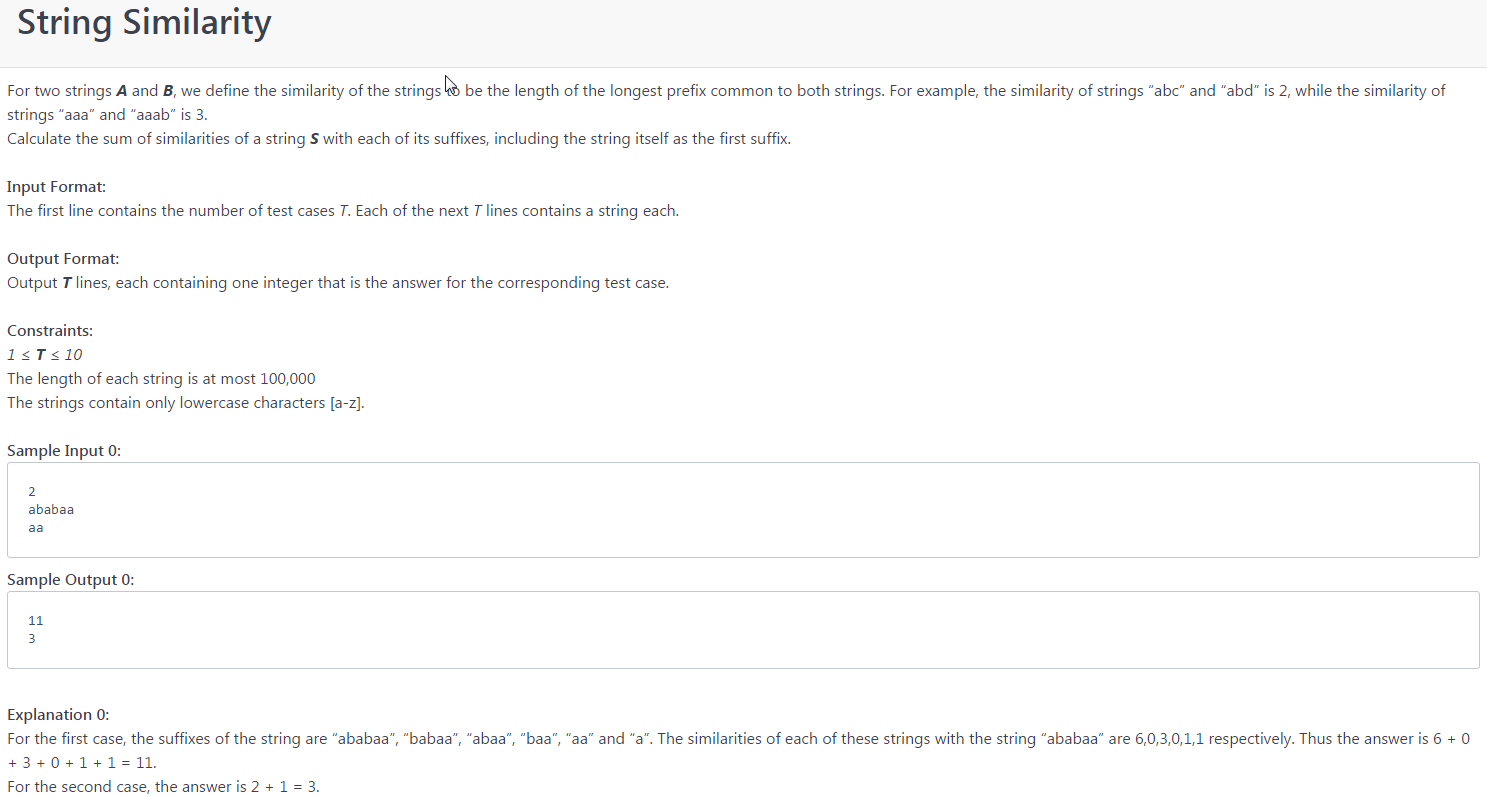 String Similarity
For two strings A and B, we define the similarity of the strings be the length of the longest prefix common to both strings. For example, the similarity of strings “abc” and “abd” is 2, while the similarity of
strings “aaa” and “aaab” is 3.
Calculate the sum of similarities of a string S with each of its suffixes, including the string itself as the first suffix.
Input Format:
The first line contains the number of test cases T. Each of the next T lines contains a string each.
Output Format:
Output T lines, each containing one integer that is the answer for the corresponding test case.
Constraints:
1 ≤ T ≤ 10
The length of each string is at most 100,000
The strings contain only lowercase characters [a-z].
Sample Input 0:
2
ababaa
aa
Sample Output 0:
11
3
Explanation 0:
For the first case, the suffixes of the string are “ababaa”, “babaa”, “abaa”, “baa”, “aa” and “a”. The similarities of each of these strings with the string “ababaa” are 6,0,3,0,1,1 respectively. Thus the answer is 6 + 0
+ 3 + 0 + 1 + 1 = 11.
For the second case, the answer is 2 + 1 = 3.